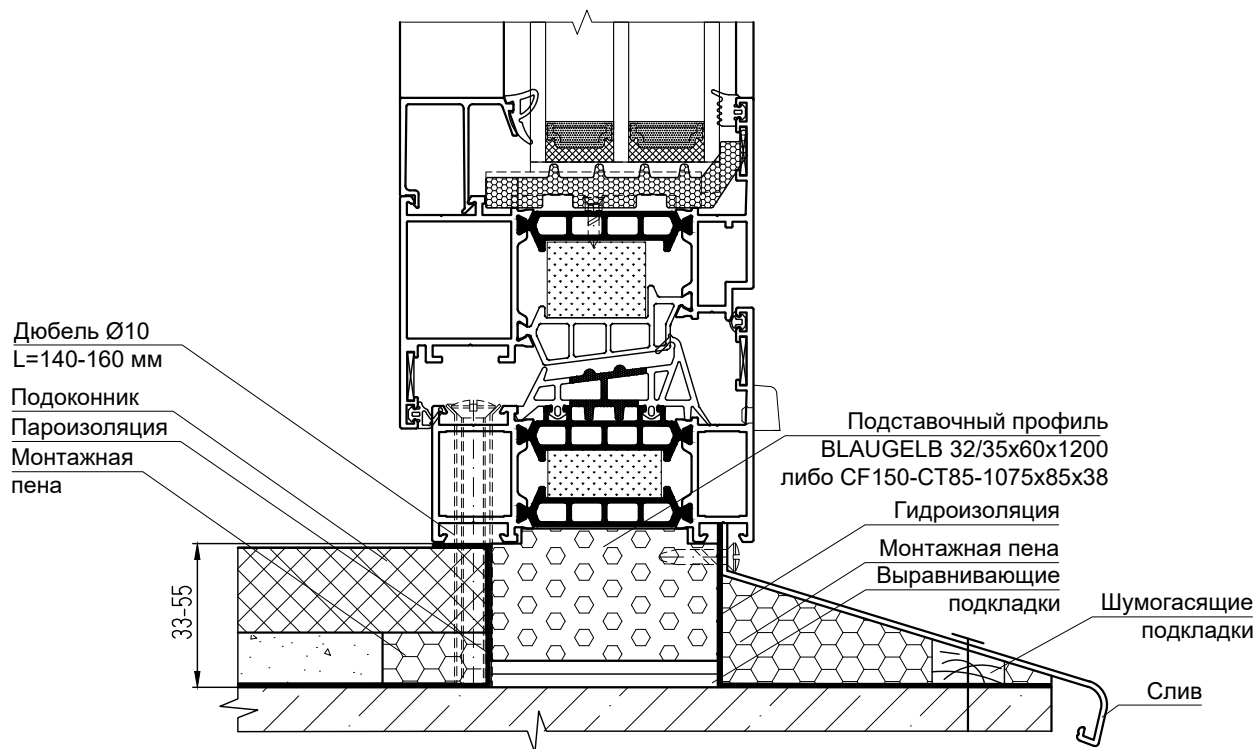 Дюбель Ø10
L=140-160 мм
Подоконник
Пароизоляция
Монтажная
пена
33-55
Подставочный профиль
BLAUGELB 32/35x60x1200
либо CF150-CT85-1075x85x38
Гидроизоляция
Монтажная пена
Выравнивающие
подкладки
Шумогасящие
подкладки
Слив